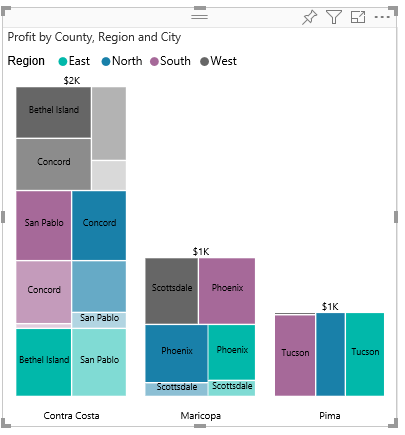 Profit by County, Region and City
Region East North South West
$2K
Bethel Island
Concord
San Pablo Concord
Concord
San Pablo
Bethel Island San Pablo
Contra Costa
$1K
Scottsdale Phoenix
Phoenix Phoenix
Scottsdale Scottsdale
Maricopa
$1K
Tucson Tucson
Pima